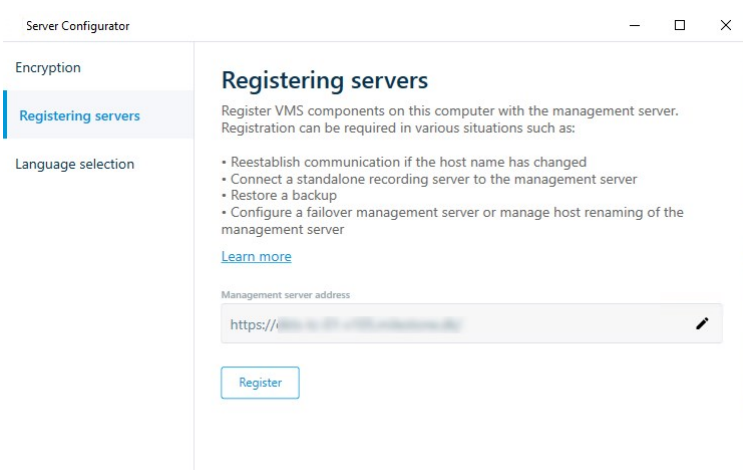 Server Configurator
Encryption
Registering servers
Language selection
Registering servers
Register VMS components on this computer with the management server.
Registration can be required in various situations such as:
• Reestablish communication if the host name has changed
• Connect a standalone recording server to the management server
• Restore a backup
• Configure a failover management server or manage host renaming of the
management server
Learn more
Management server address
https://
Register